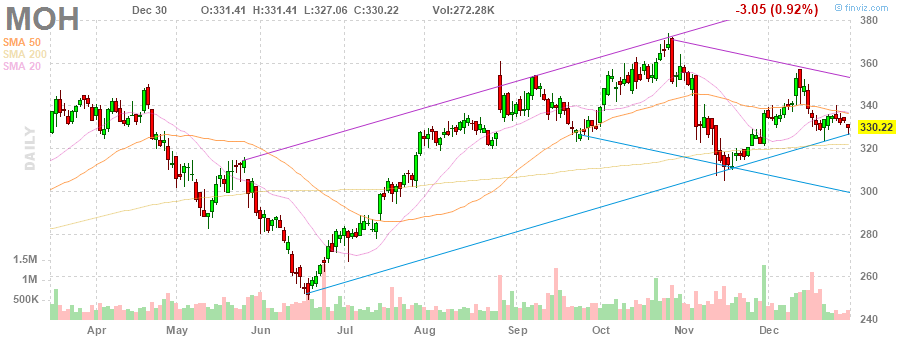 MOH Dec 30 O:331.41 H:331.41 L:327.06 C:330.22 Vol:272.28K -3.05 (0.92%) © finviz.com
SMA 50
SMA 200
SMA 20
DAILY
380
360
340
330.22
320
300
280
260
240
1.5M
1M
500K
Apr May Jun Jul Aug Sep Oct Nov Dec